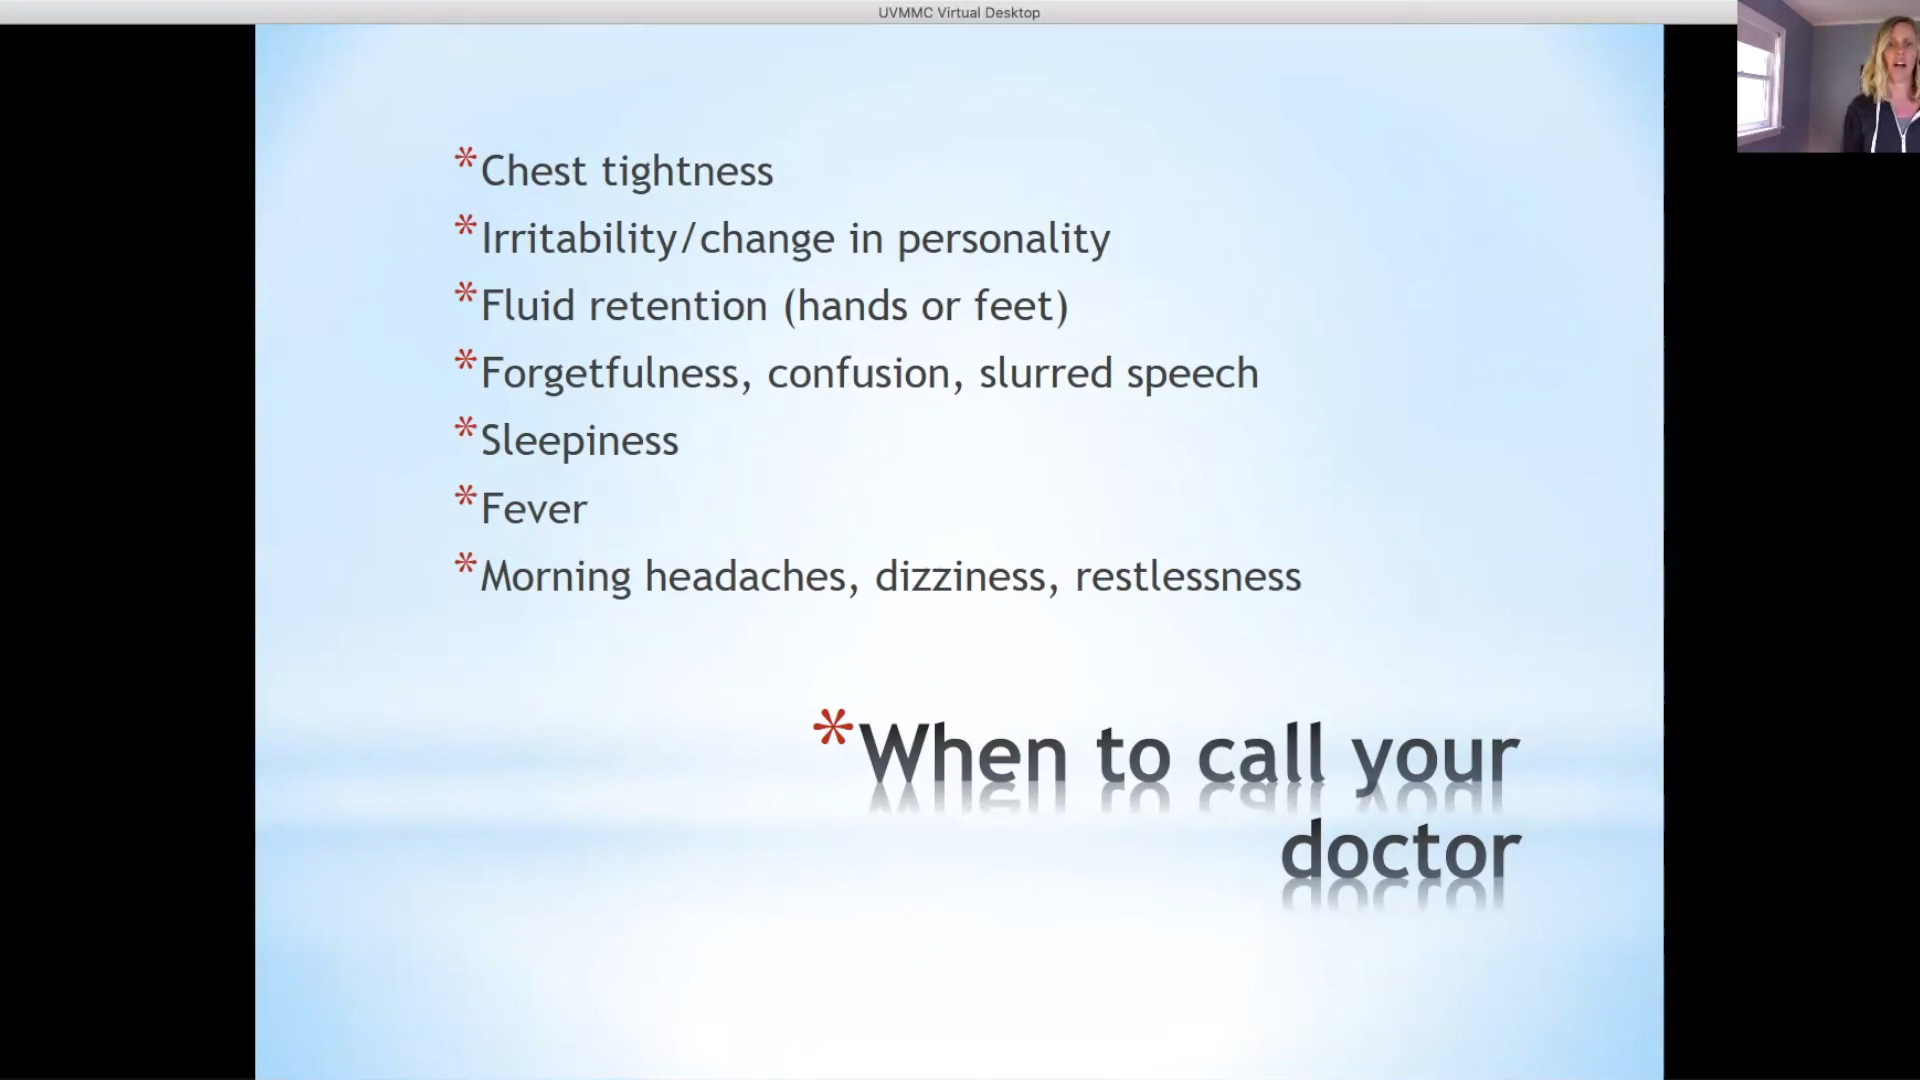 UVMMC Virtual Desktop
*Chest tightness
*Irritability/change in personality
*Fluid retention (hands or feet)
*Forgetfulness, confusion, slurred speech
*Sleepiness
*Fever
*Morning headaches, dizziness, restlessness
*When to call your
doctor